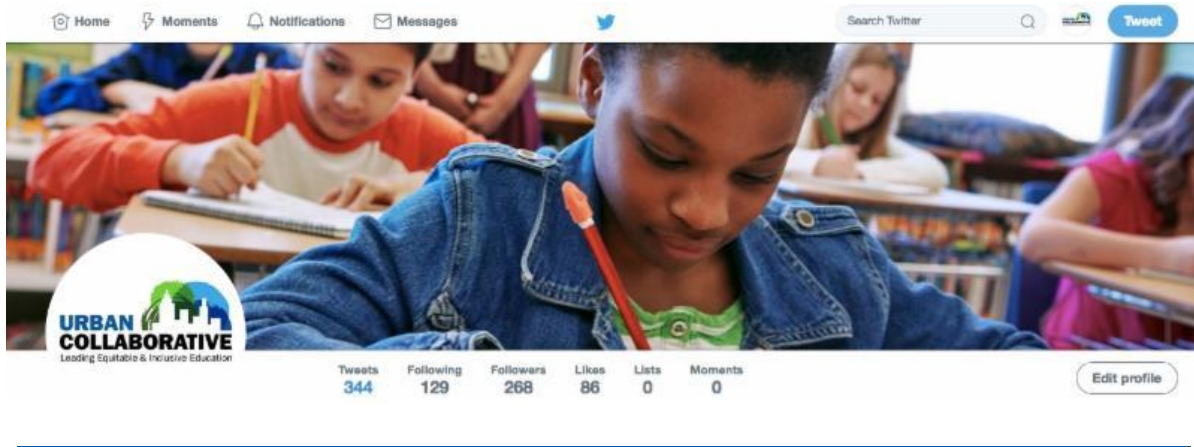 Home Moments Notifications Messages Search Twitter Tweet
URBAN
COLLABORATIVE
Leading Equitable & Inclusive Education
Tweets Following Followers Likes Lists Moments
344 129 268 86 0 0
Edit profile